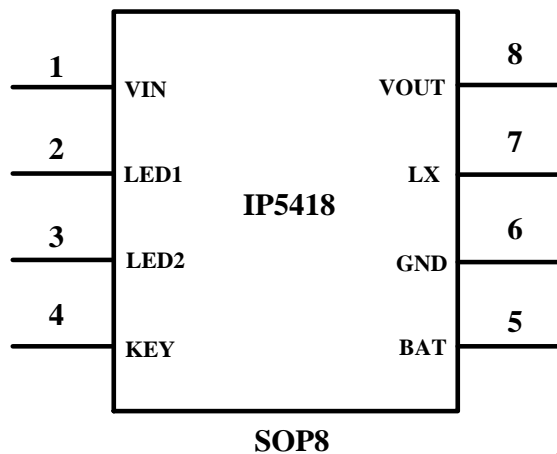 1 VIN VOUT 8
2 LED1 LX 7
IP5418
3 LED2 GND 6
4 KEY BAT 5
SOP8